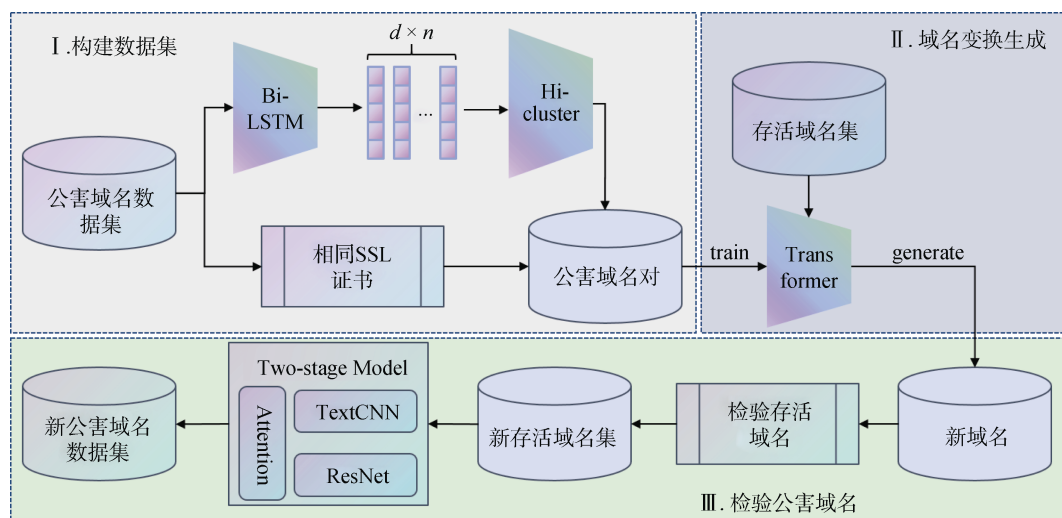 Ⅰ.构建数据集
d × n
Bi-
LSTM
...
Hi-
cluster
公害域名数
据集
相同SSL
证书
公害域名对
Ⅱ.域名变换生成
存活域名集
train
Trans
former
generate
Two-stage Model
Attention
TextCNN
ResNet
新公害域名
数据集
新存活域名集
检验存活
域名
新域名
Ⅲ.检验公害域名